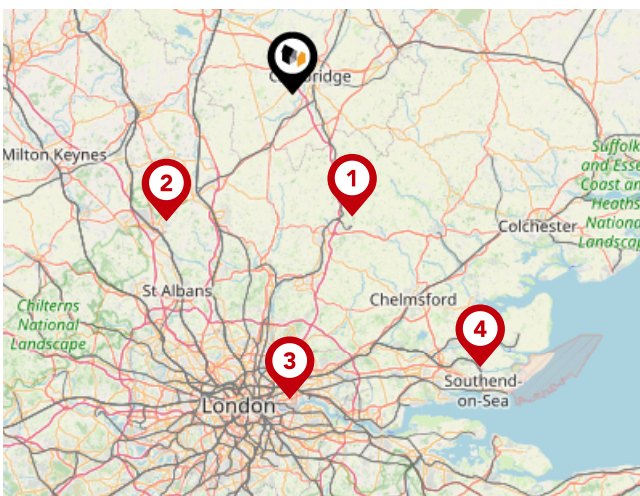 Cambridge
Milton Keynes
2
1
Suffolk
and Esse
Coast an
Heaths
Nationa
Landscap
Colchester
St Albans
Chelmsford
Chilterns
National
Landscape
4
3
Southend-
on-Sea
London